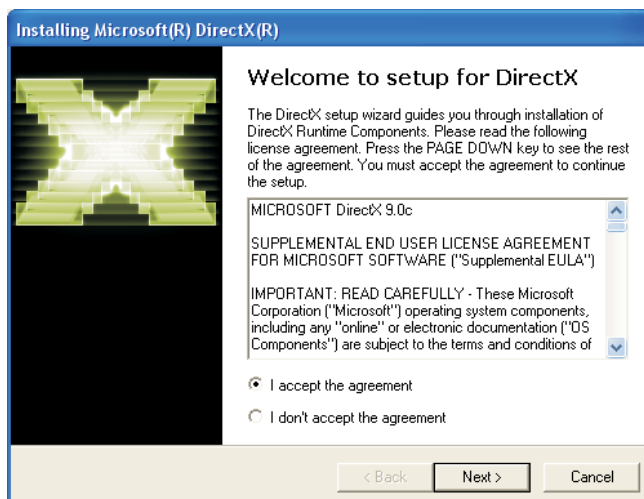 Installing Microsoft(R) DirectX(R)
Welcome to setup for DirectX
The DirectX setup wizard guides you through installation of
DirectX Runtime Components. Please read the following
license agreement. Press the PAGE DOWN key to see the rest
of the agreement. You must accept the agreement to continue
the setup.
MICROSOFT DirectX 9.0c
SUPPLEMENTAL END USER LICENSE AGREEMENT
FOR MICROSOFT SOFTWARE ("Supplemental EULA")
IMPORTANT: READ CAREFULLY - These Microsoft
Corporation ("Microsoft") operating system components,
including any "online" or electronic documentation ("OS
Components") are subject to the terms and conditions of
I accept the agreement
I don't accept the agreement
< Back Next > Cancel